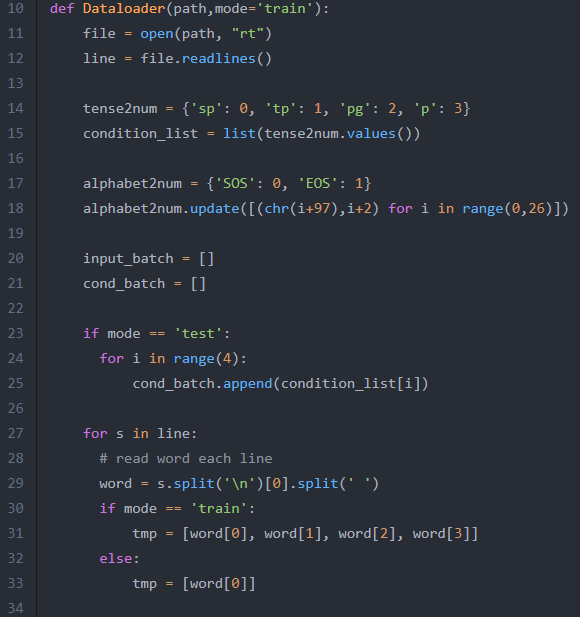 10 def Dataloader(path,mode='train'):
11     file = open(path, "rt")
12     line = file.readlines()
13
14     tense2num = {'sp': 0, 'tp': 1, 'pg': 2, 'p': 3}
15     condition_list = list(tense2num.values())
16
17     alphabet2num = {'SOS': 0, 'EOS': 1}
18     alphabet2num.update([(chr(i+97),i+2) for i in range(0,26)])
19
20     input_batch = []
21     cond_batch = []
22
23     if mode == 'test':
24       for i in range(4):
25           cond_batch.append(condition_list[i])
26
27     for s in line:
28       # read word each line
29       word = s.split('\n')[0].split(' ')
30       if mode == 'train':
31           tmp = [word[0], word[1], word[2], word[3]]
32       else:
33           tmp = [word[0]]
34